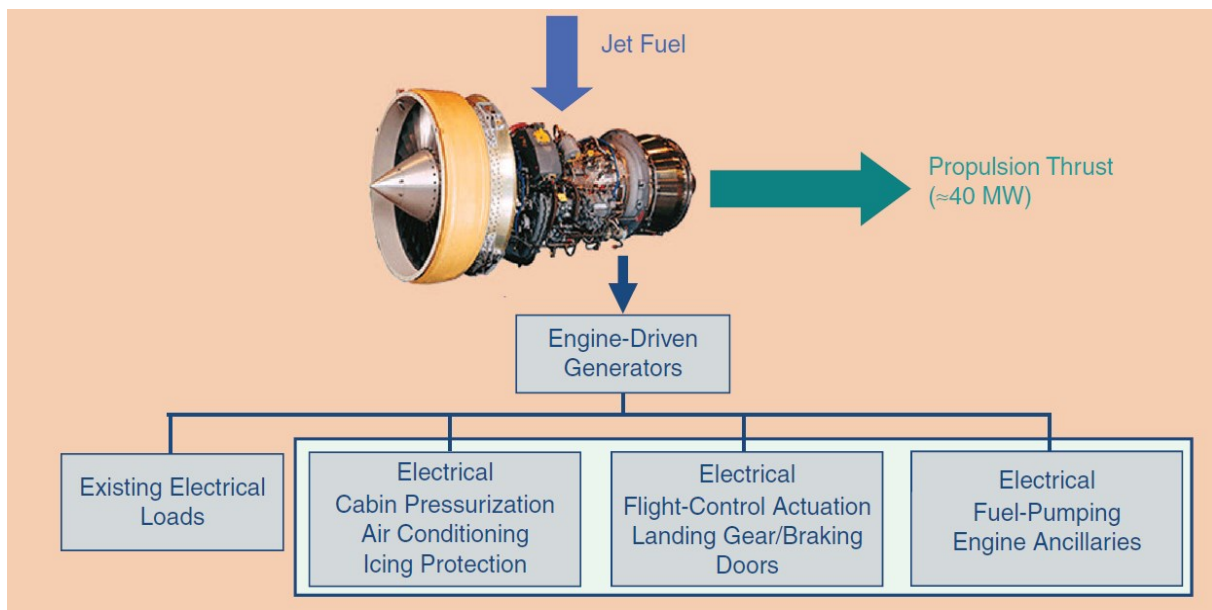 Jet Fuel
Propulsion Thrust
(≈40 MW)
Engine-Driven
Generators
Existing Electrical
Loads
Electrical
Cabin Pressurization
Air Conditioning
Icing Protection
Electrical
Flight-Control Actuation
Landing Gear/Braking
Doors
Electrical
Fuel-Pumping
Engine Ancillaries